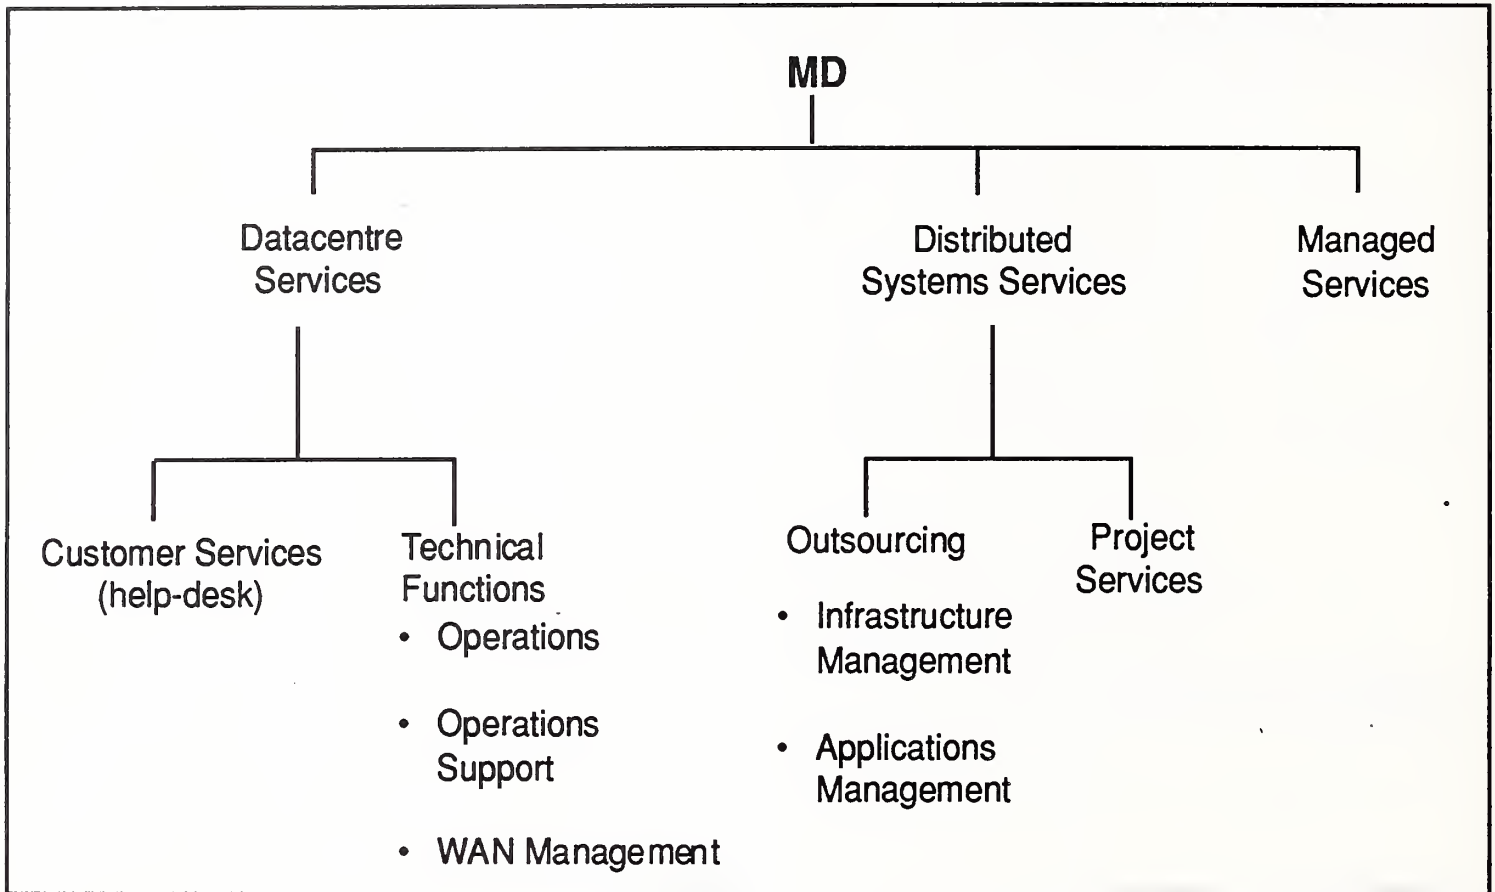 MD
Datacentre
Services
Distributed
Systems Services
Managed
Services
Customer Services
(help-desk)
Technical
Functions
• Operations
• Operations
Support
• WAN Management
Outsourcing
• Infrastructure
Management
• Applications
Management
Project
Services